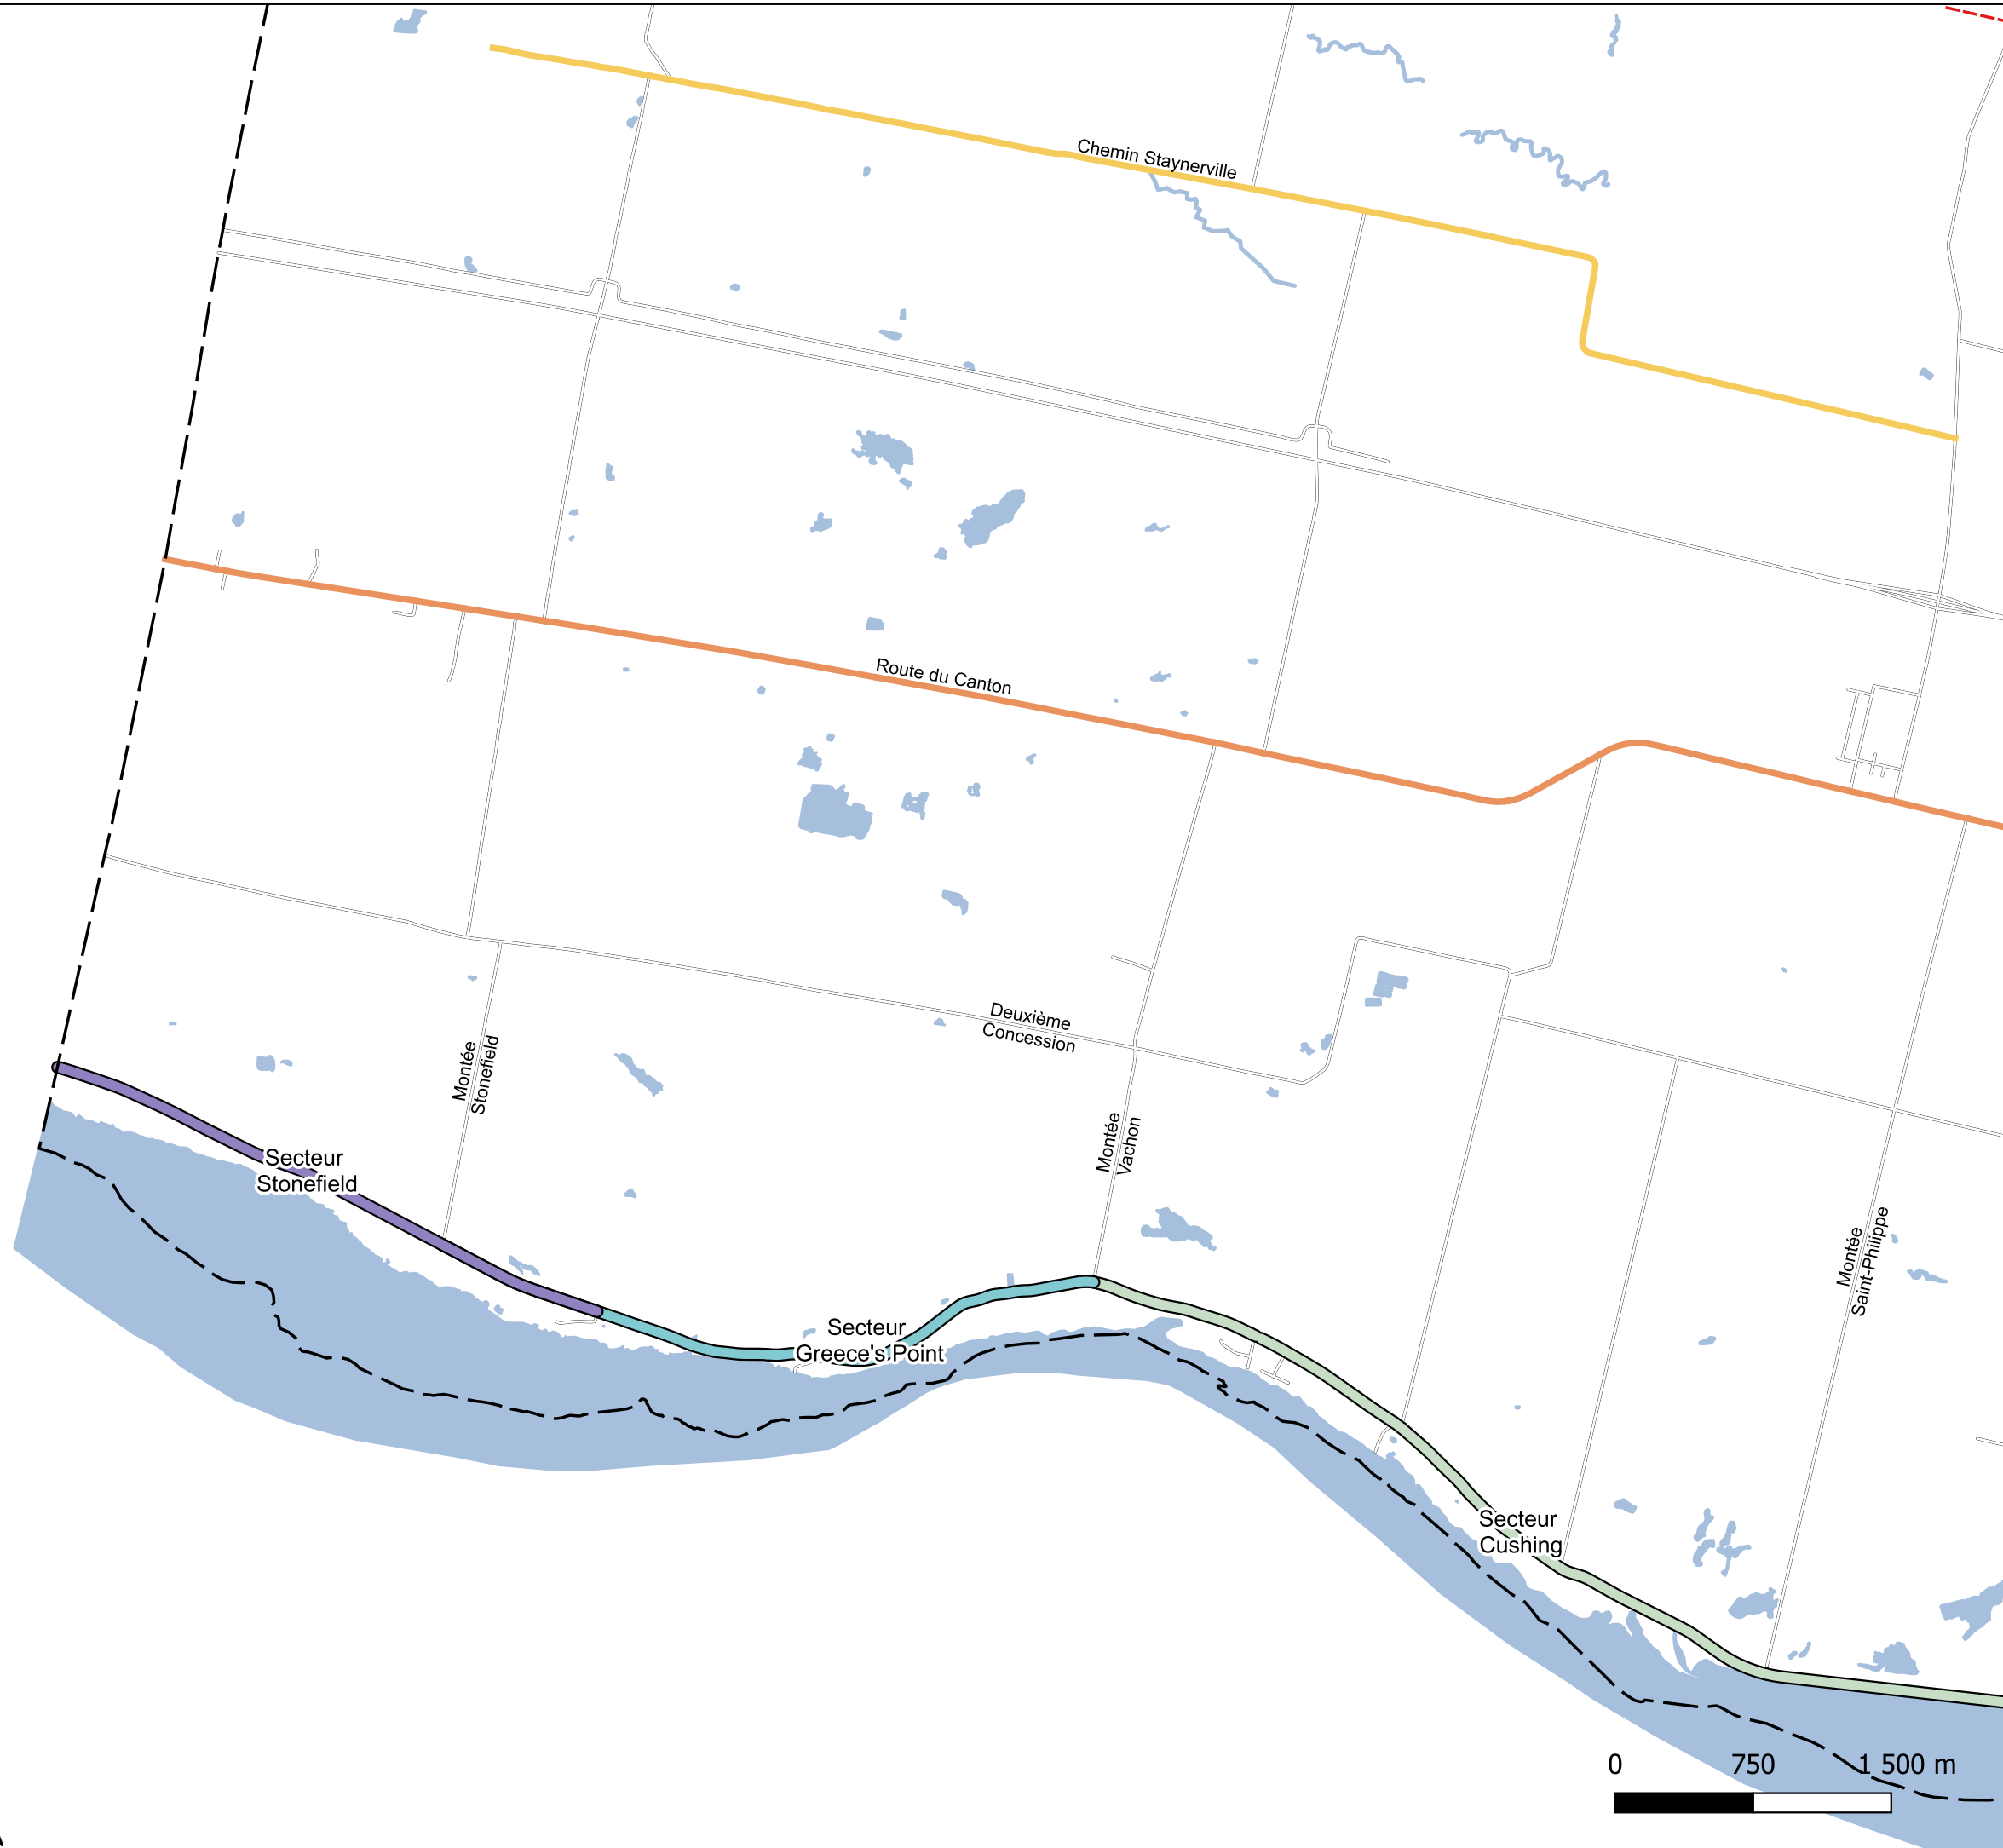 Chemin Staynerville
Route du Canton
Deuxième
Concession
Montée
Stonefield
Montée
Vachon
Secteur
Stonefield
Montée
Saint-Philippe
Secteur
Greece's Point
Secteur
Cushing
0 750 1 500 m